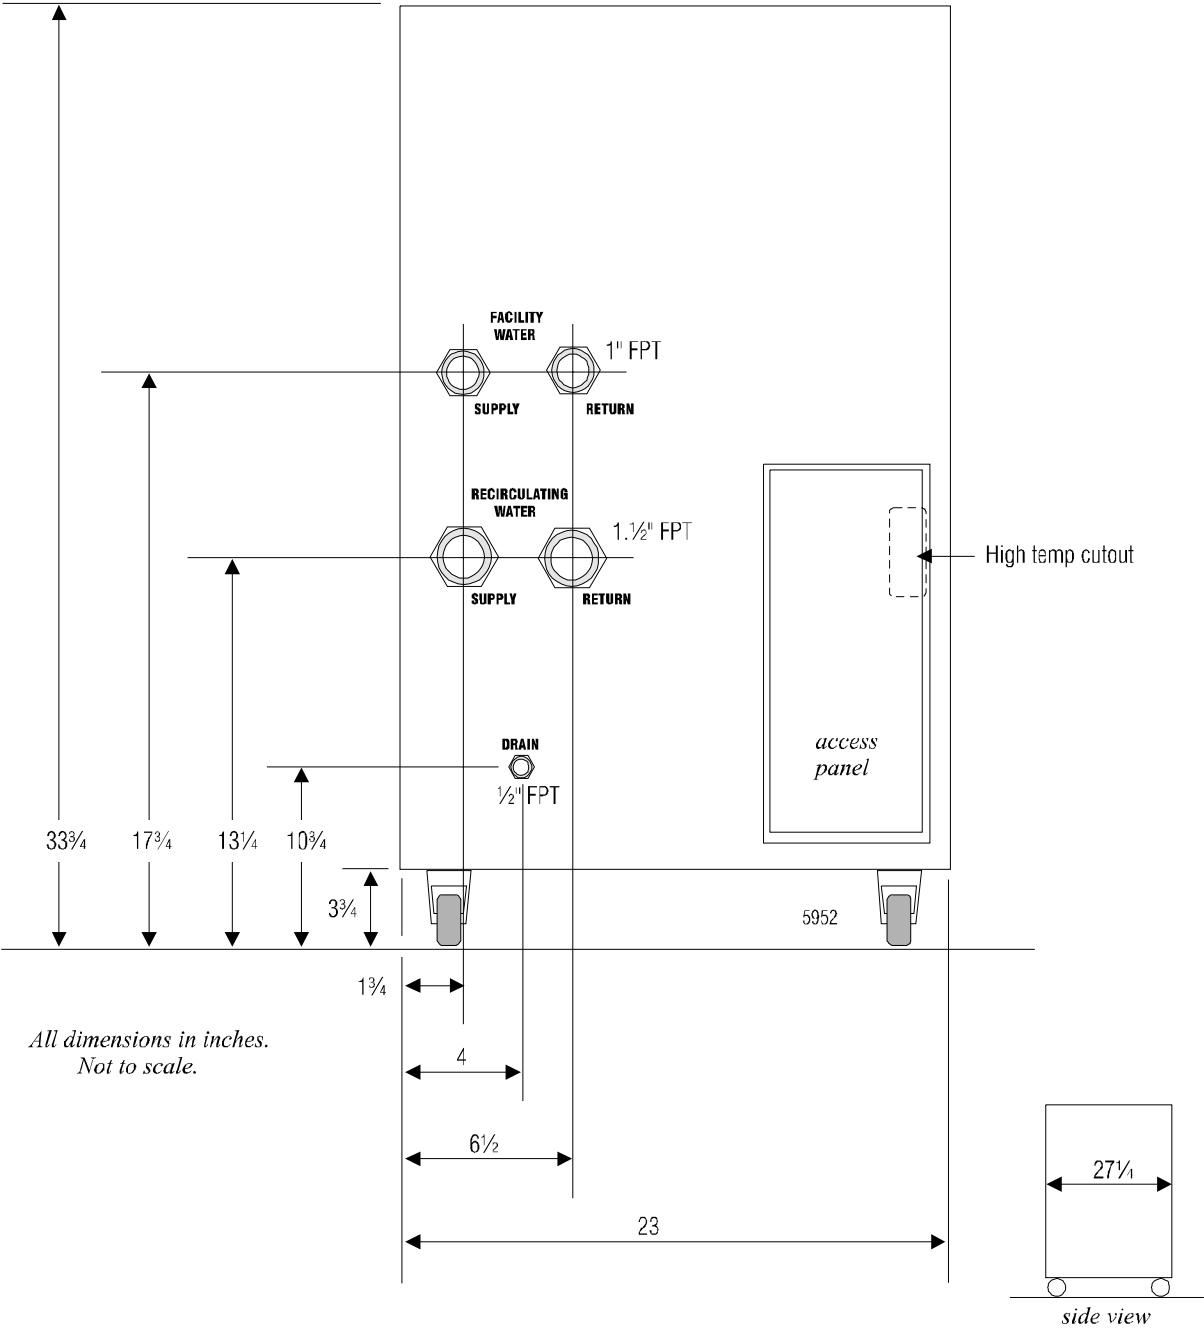 FACILITY
WATER
1" FPT
SUPPLY
RETURN
RECIRCULATING
WATER
1.½" FPT
High temp cutout
SUPPLY
RETURN
DRAIN
½" FPT
access
panel
33¾
17¾
13¼
10¾
3¾
5952
1¾
All dimensions in inches.
Not to scale.
4
6½
27¼
23
side view